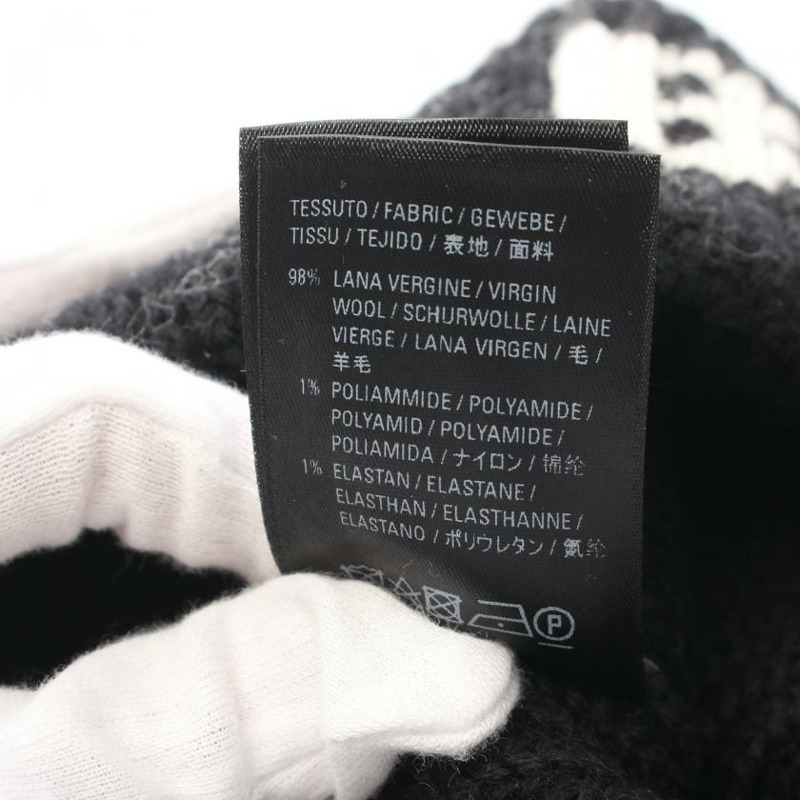 TESSUTO / FABRIC / GEWEBE /
TISSU / TEJIDO / 表地 / 面料
98% LANA VERGINE / VIRGIN
WOOL / SCHURWOLLE / LAINE
VIERGE / LANA VIRGEN / 毛 /
羊毛
1% POLIAMMIDE / POLYAMIDE /
POLYAMID / POLYAMIDE /
POLIAMIDA / ナイロン / 锦纶
1% ELASTAN / ELASTANE /
ELASTHAN / ELASTHANNE /
ELASTANO / ポリウレタン / 氨纶
P